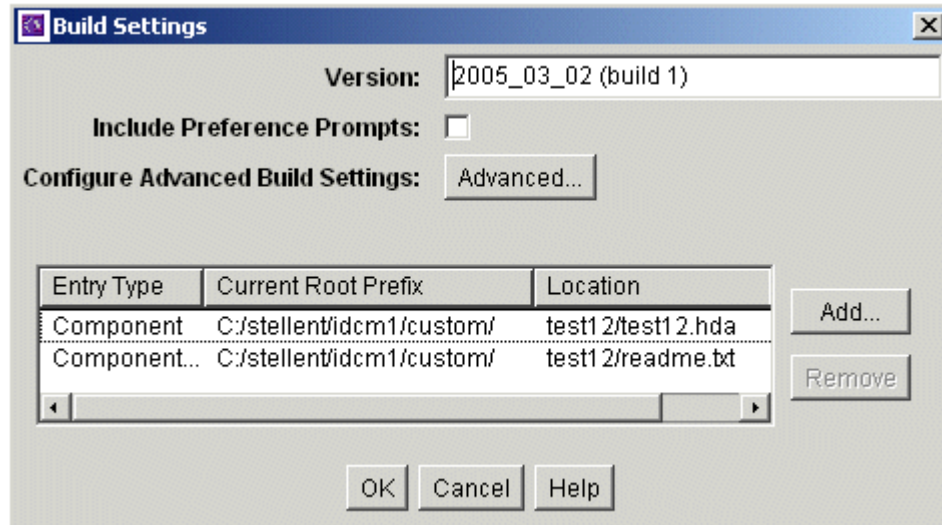 Build Settings
Version: 2005_03_02 (build 1)
Include Preference Prompts:
Configure Advanced Build Settings: Advanced...
Entry Type Current Root Prefix Location
Component C:/stellent/idcm1/custom/ test12/test12.hda
Component... C:/stellent/idcm1/custom/ test12/readme.txt
Add...
Remove
OK Cancel Help